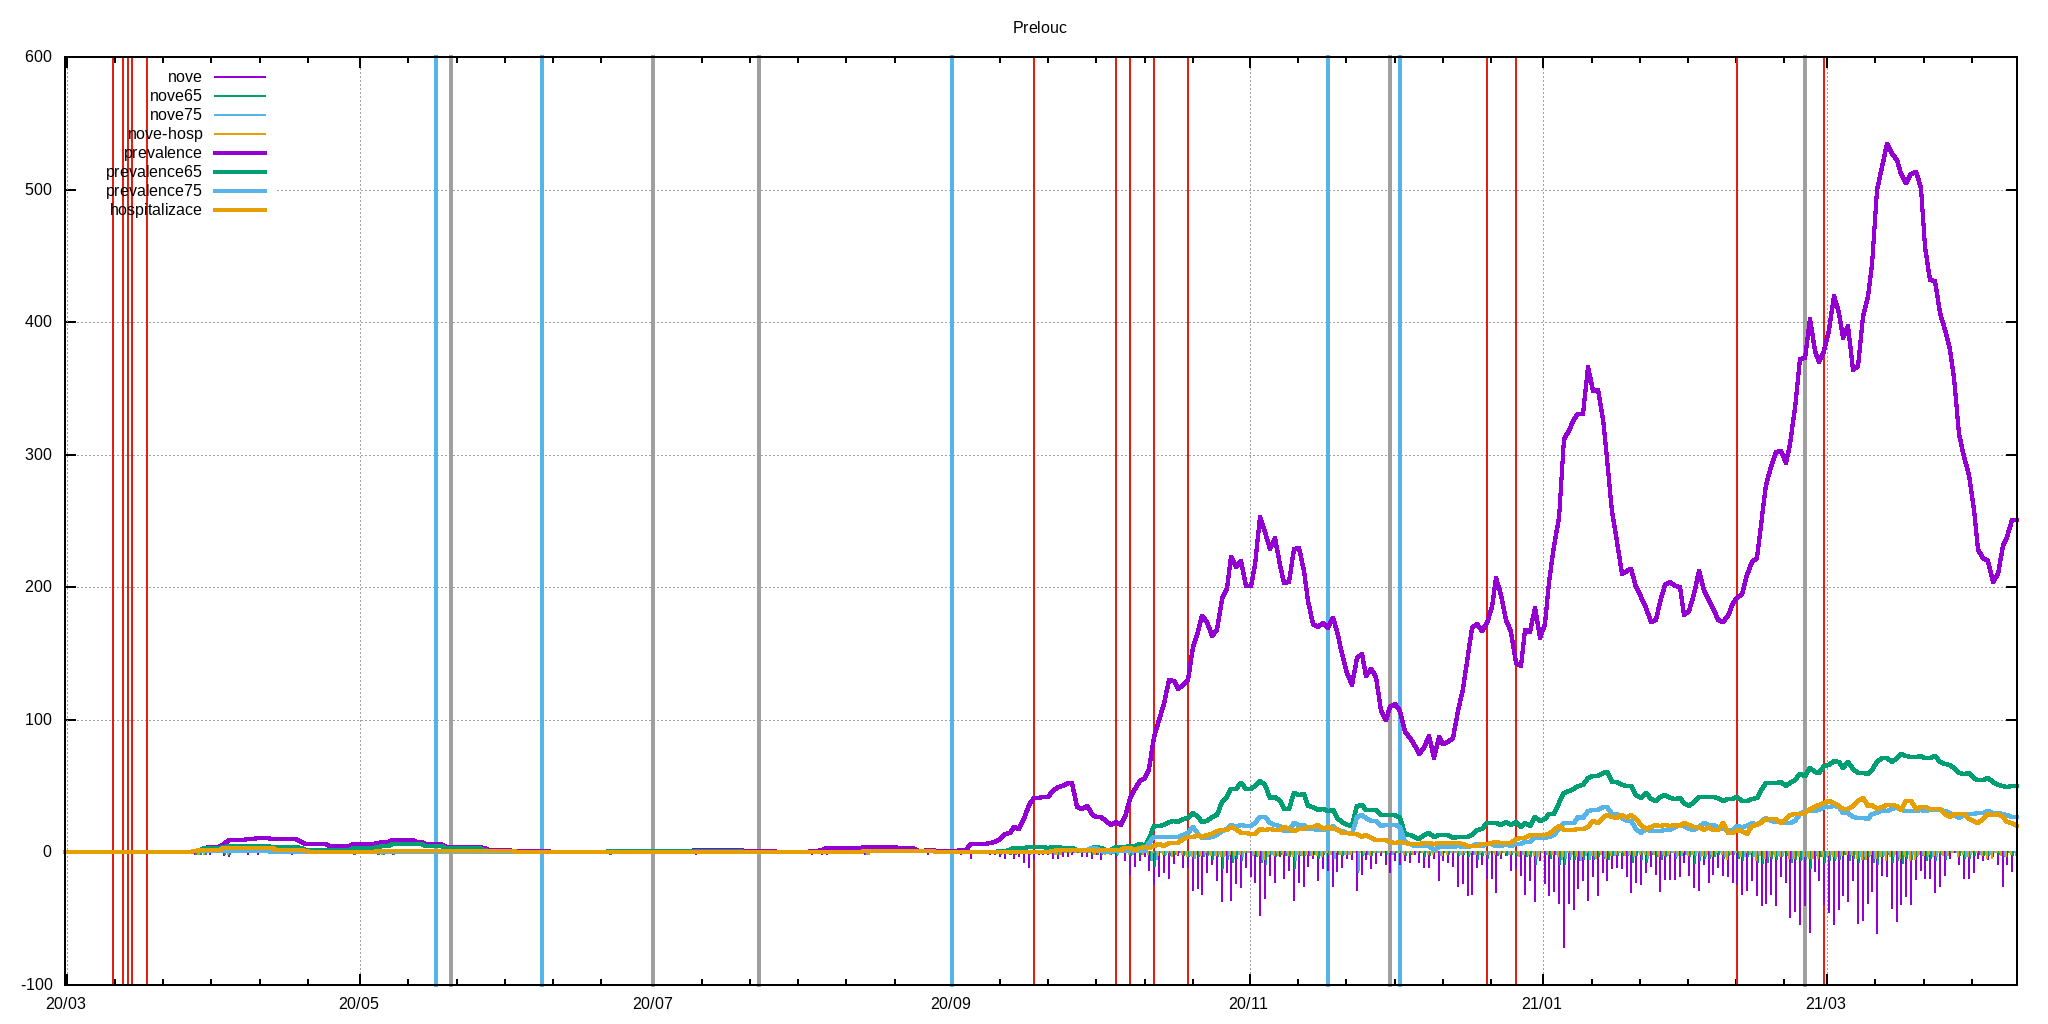 Prelouc
600
500
400
300
200
100
0
-100
nove
nove65
nove75
nove-hosp
prevalence
prevalence65
prevalence75
hospitalizace
20/03 20/05 20/07 20/09 20/11 21/01 21/03